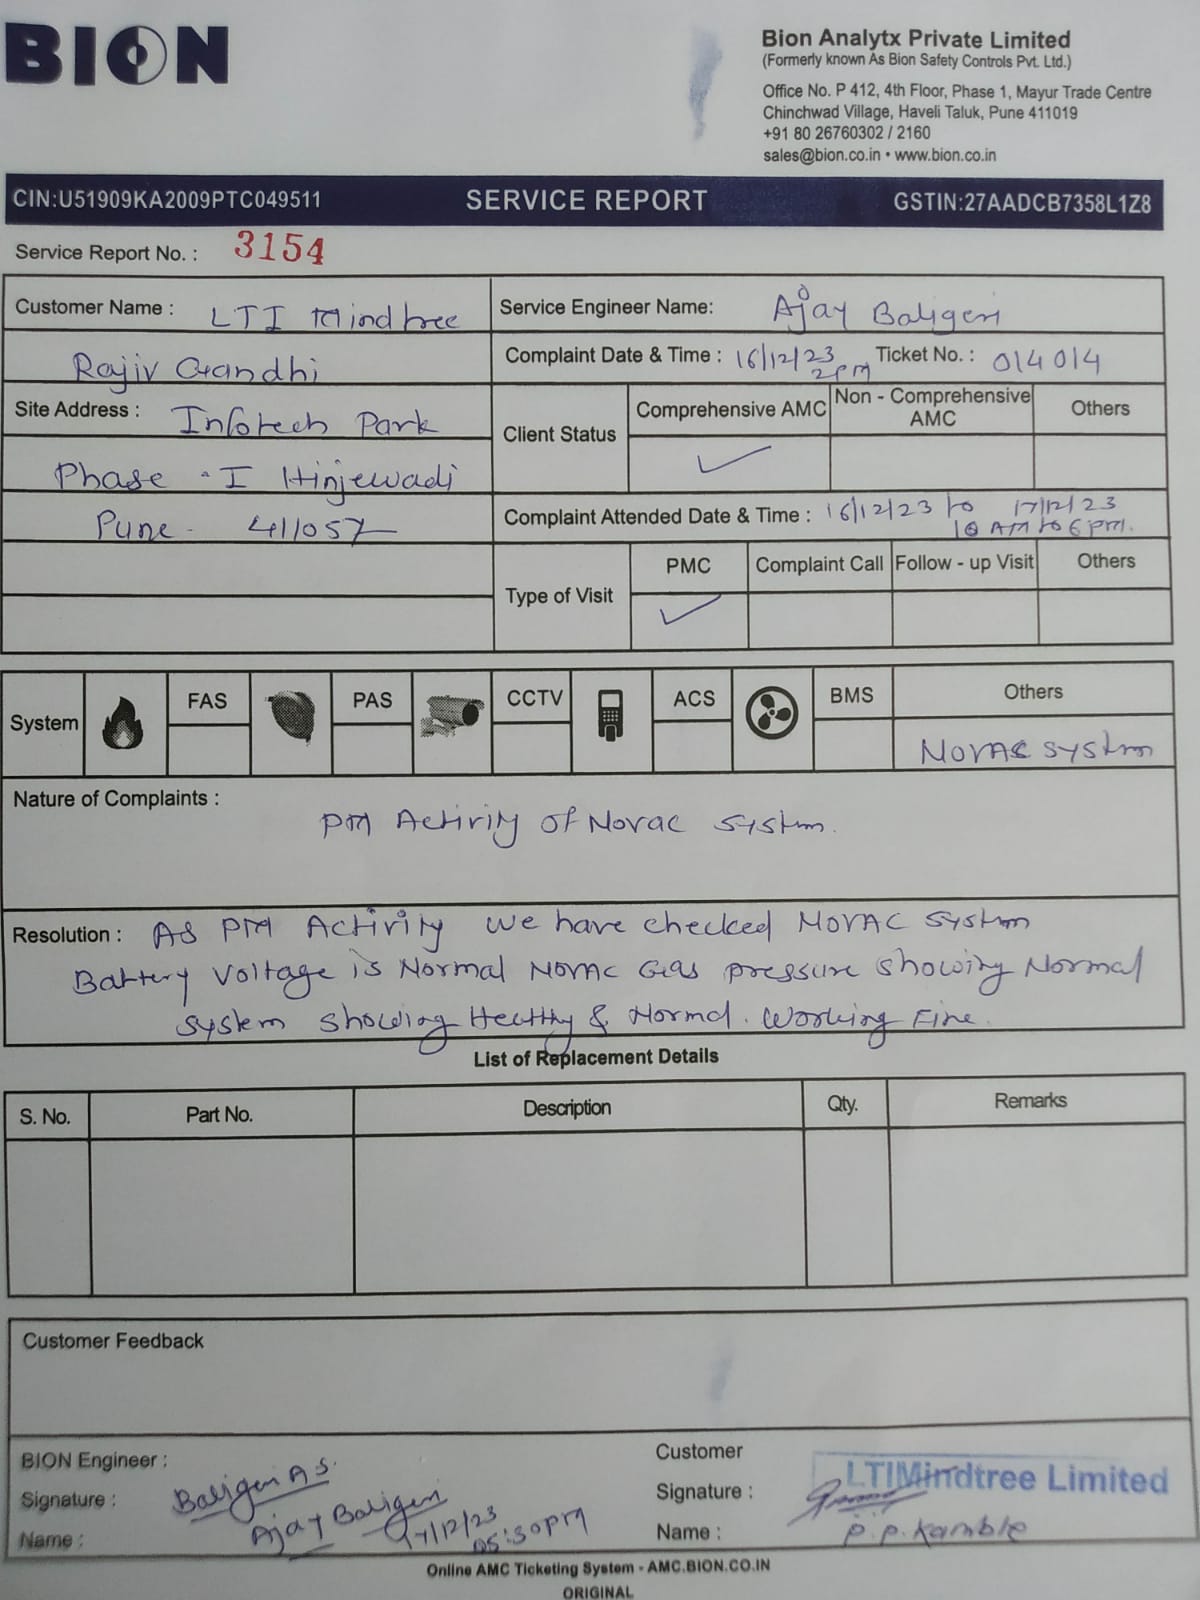 BION
Bion Analytx Private Limited
(Formerly known As Bion Safety Controls Pvt. Ltd.)
Office No. P 412, 4th Floor, Phase 1, Mayur Trade Centre
Chinchwad Village, Haveli Taluk, Pune 411019
+91 80 26760302 / 2160
sales@bion.co.in • www.bion.co.in
CIN:U51909KA2009PTC049511 SERVICE REPORT GSTIN:27AADCB7358L1Z8
Service Report No. : 3154
Customer Name : LTI Mindtree
Rajiv Gandhi
Site Address : Infotech Park
Phase - I Hinjewadi
Pune - 411057
Service Engineer Name: Ajay Baligeri
Complaint Date & Time : 16/12/23 2pm Ticket No. : 014014
Client Status Comprehensive AMC Non - Comprehensive AMC Others
Complaint Attended Date & Time : 16/12/23 to 17/12/23
10 AM to 6 PM.
Type of Visit PMC Complaint Call Follow - up Visit Others
System FAS PAS CCTV ACS BMS Others
NOVAC System
Nature of Complaints :
PM Activity of Novac system.
Resolution : As PM Activity we have checked NOVAC system
Battery voltage is Normal NOVAC Gas pressure showing Normal
system showing Healthy & Normal. Working Fine.
List of Replacement Details
S. No. Part No. Description Qty. Remarks
Customer Feedback
BION Engineer :
Signature : Baligeri A S.
Name : Ajay Baligeri
17/12/23
05:30PM
Customer
LTIMindtree Limited
Signature :
Name : P.P. Kamble
Online AMC Ticketing System - AMC.BION.CO.IN
ORIGINAL